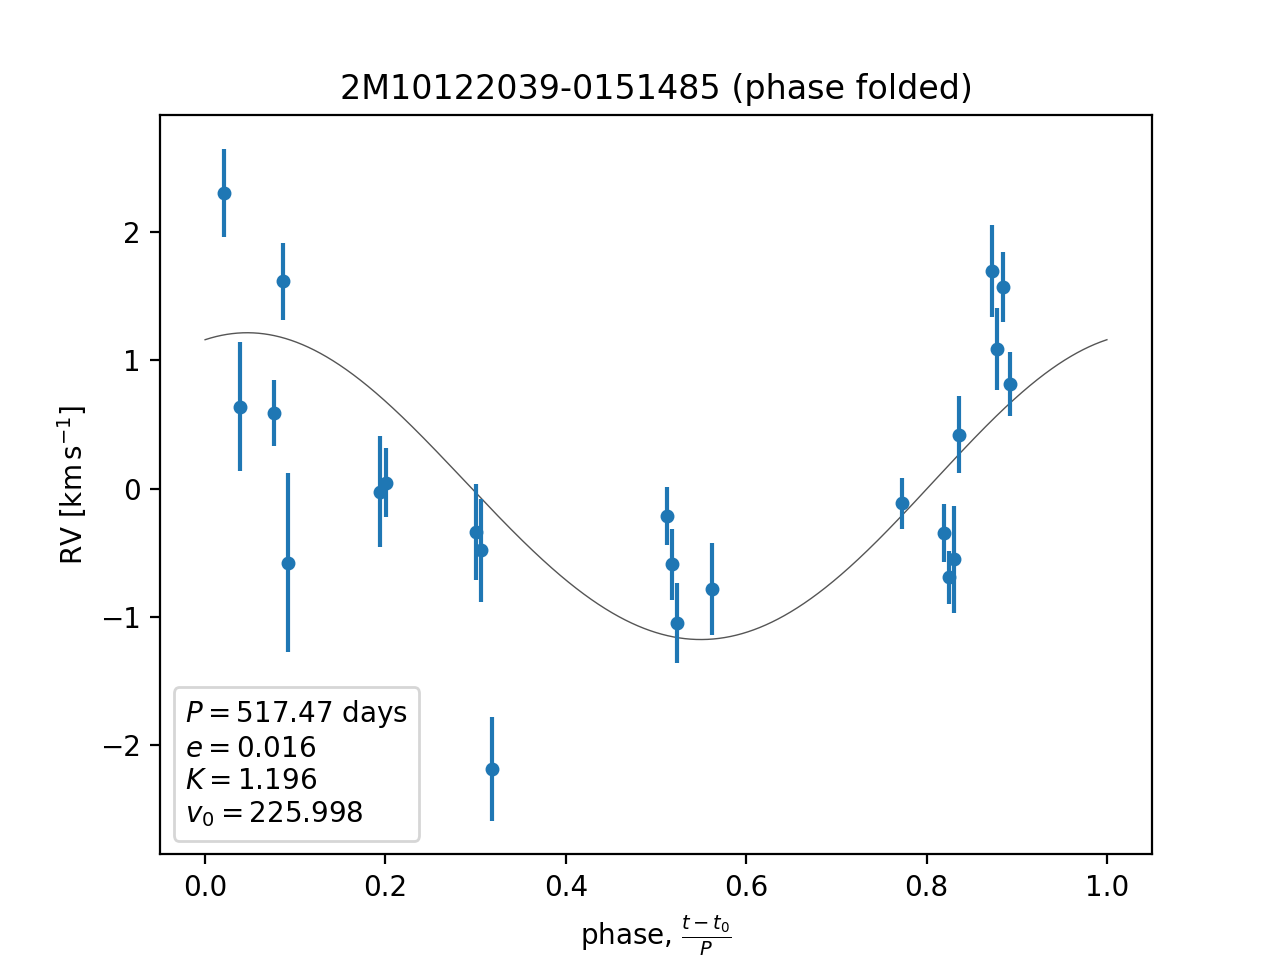 2M10122039-0151485 (phase folded)
RV [km s⁻¹]
2
1
0
−1
−2
P = 517.47 days
e = 0.016
K = 1.196
v₀ = 225.998
0.0 0.2 0.4 0.6 0.8 1.0
phase, (t − t₀)/P